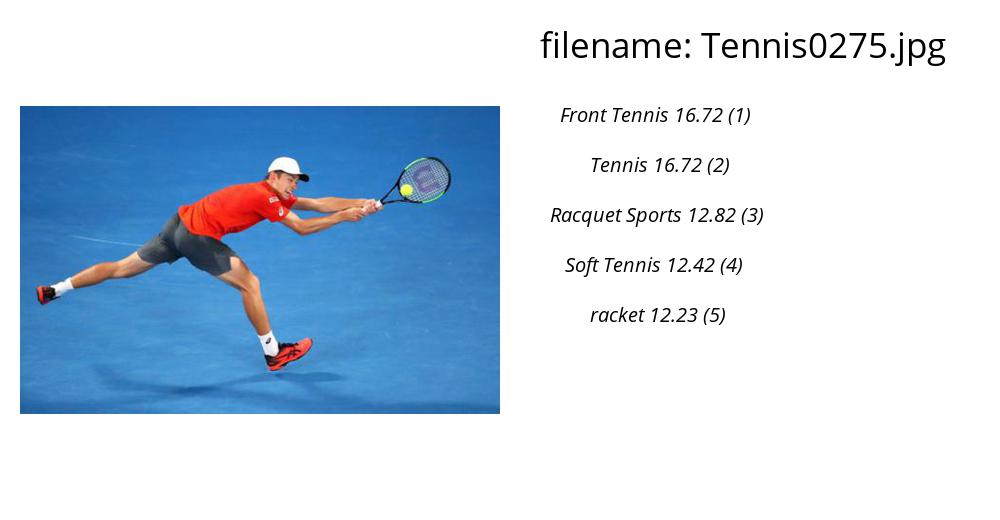 filename: Tennis0275.jpg
Front Tennis 16.72 (1)
Tennis 16.72 (2)
Racquet Sports 12.82 (3)
Soft Tennis 12.42 (4)
racket 12.23 (5)